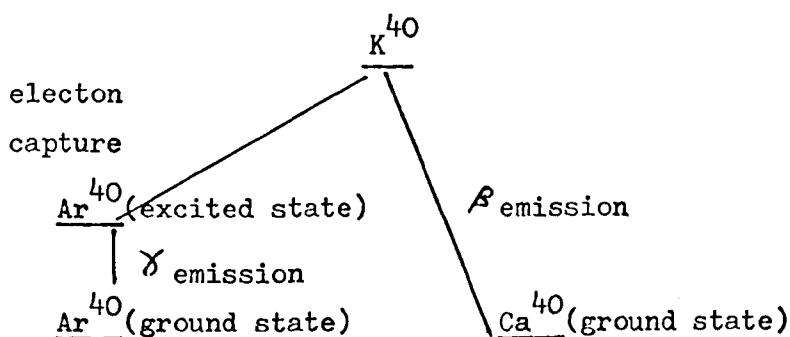 K⁴⁰
electon
capture
Ar⁴⁰(excited state)
β emission
γ emission
Ar⁴⁰(ground state)
Ca⁴⁰(ground state)